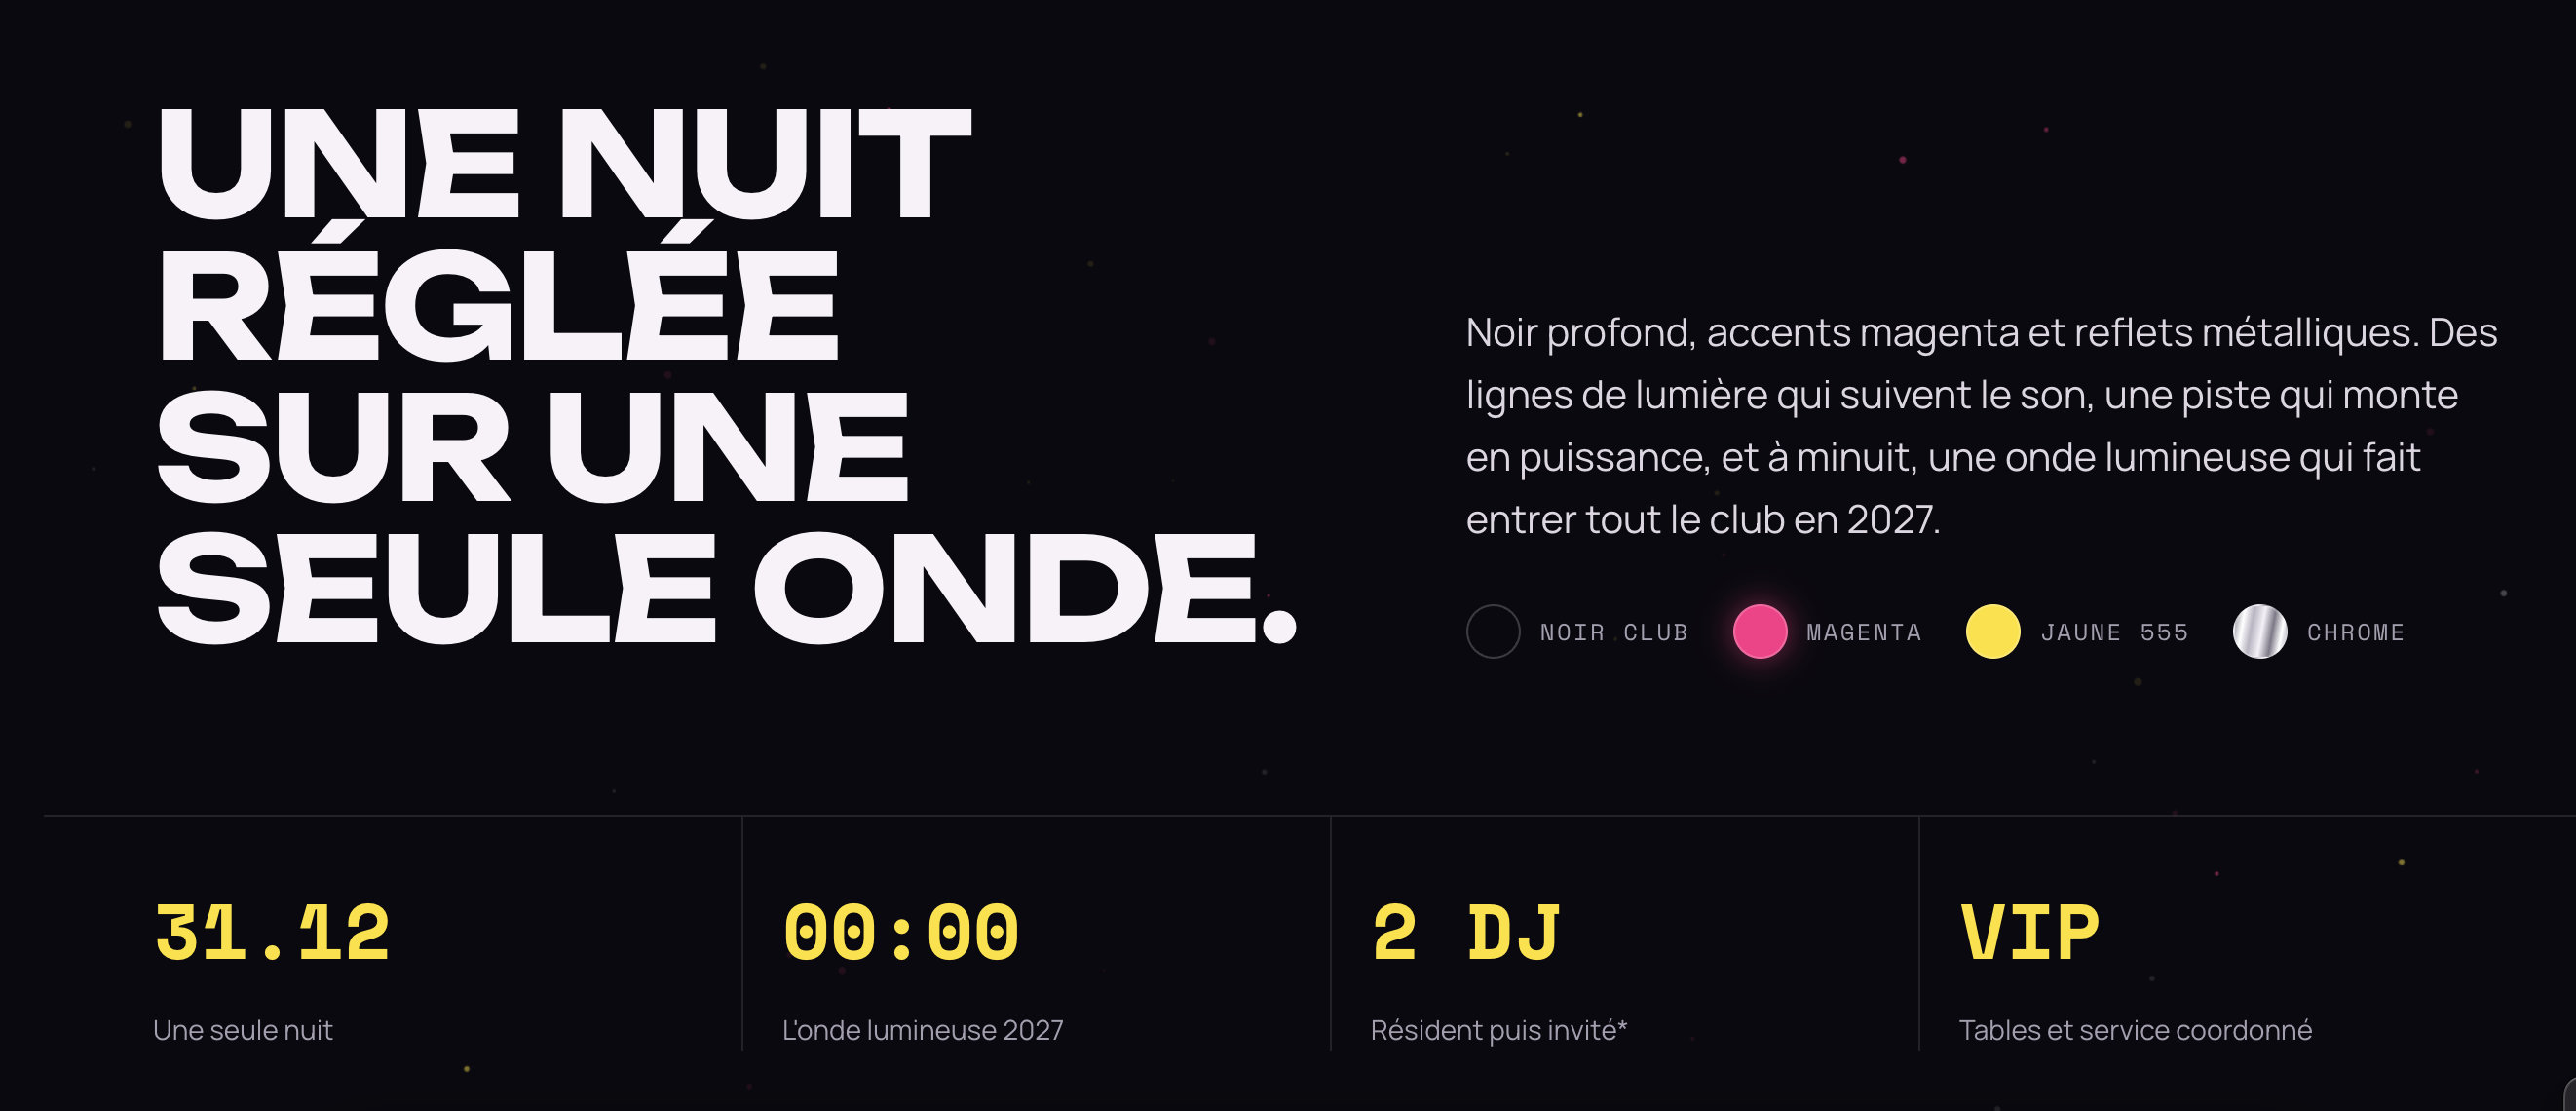 UNE NUIT
RÉGLÉE
SUR UNE
SEULE ONDE.
Noir profond, accents magenta et reflets métalliques. Des
lignes de lumière qui suivent le son, une piste qui monte
en puissance, et à minuit, une onde lumineuse qui fait
entrer tout le club en 2027.
NOIR CLUB
MAGENTA
JAUNE 555
CHROME
31.12
Une seule nuit
00:00
L'onde lumineuse 2027
2 DJ
Résident puis invité*
VIP
Tables et service coordonné